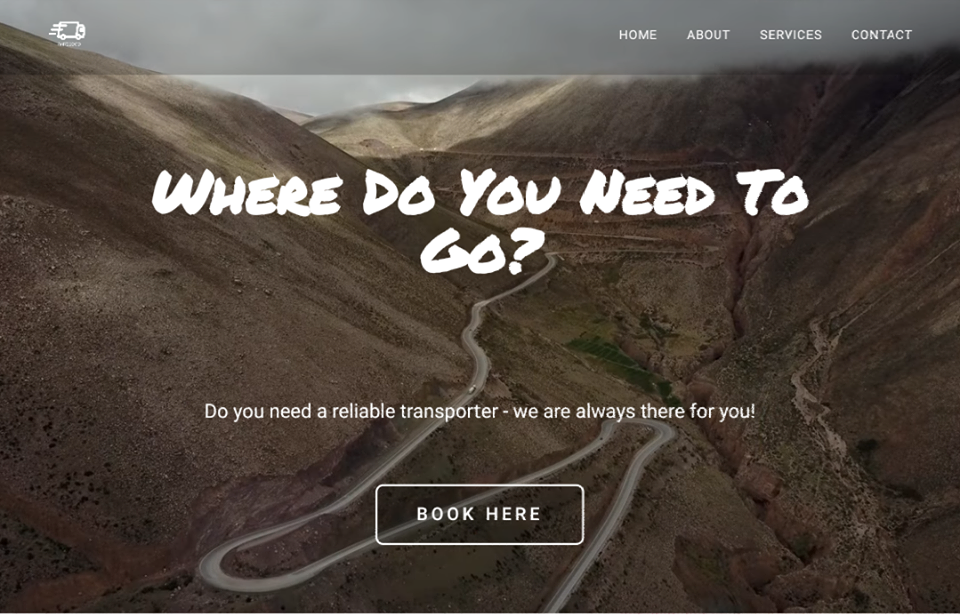 HOME ABOUT SERVICES CONTACT
Where Do You Need To
Go?
Do you need a reliable transporter - we are always there for you!
BOOK HERE